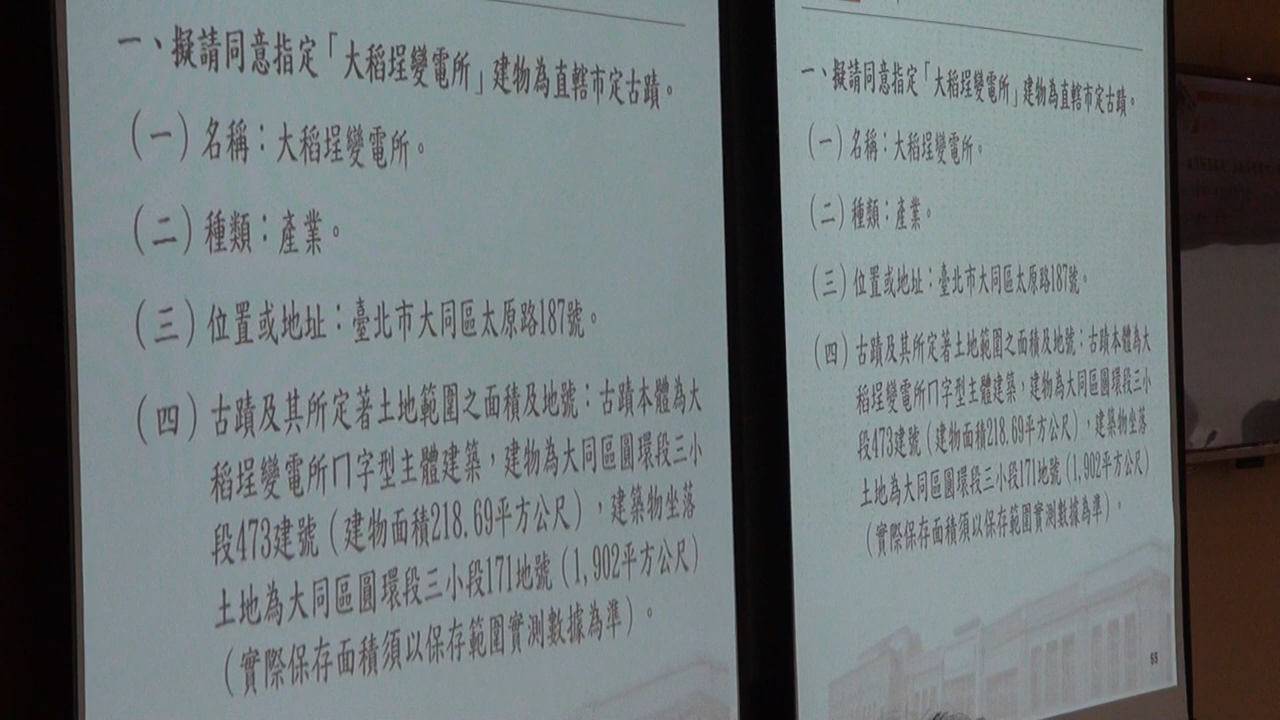 一、擬請同意指定「大稻埕變電所」建物為直轄市定古蹟。
(一)名稱：大稻埕變電所。
(二)種類：產業。
(三)位置或地址：臺北市大同區太原路187號。
(四)古蹟及其所定著土地範圍之面積及地號：古蹟本體為大
稻埕變電所ㄇ字型主體建築，建物為大同區圓環段三小
段473建號(建物面積218.69平方公尺)，建築物坐落
土地為大同區圓環段三小段171地號(1,902平方公尺)
(實際保存面積須以保存範圍實測數據為準)。
一、擬請同意指定「大稻埕變電所」建物為直轄市定古蹟。
(一)名稱：大稻埕變電所。
(二)種類：產業。
(三)位置或地址：臺北市大同區太原路187號。
(四)古蹟及其所定著土地範圍之面積及地號：古蹟本體為大
稻埕變電所ㄇ字型主體建築，建物為大同區圓環段三小
段473建號(建物面積218.69平方公尺)，建築物坐落
土地為大同區圓環段三小段171地號(1,902平方公尺)
(實際保存面積須以保存範圍實測數據為準)。
55